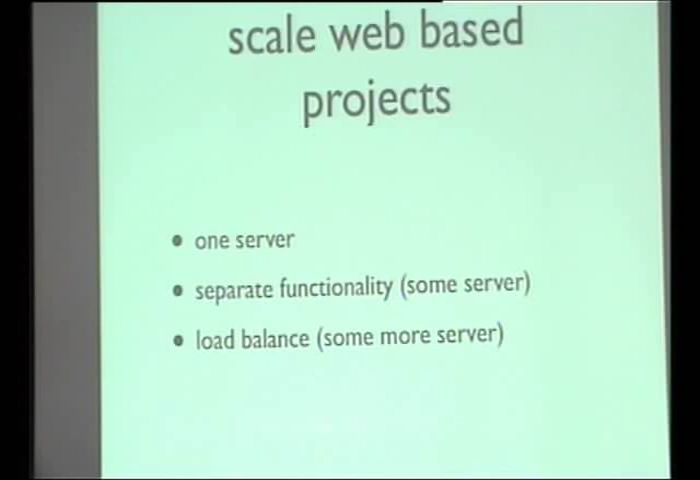 scale web based
projects
• one server
• separate functionality (some server)
• load balance (some more server)